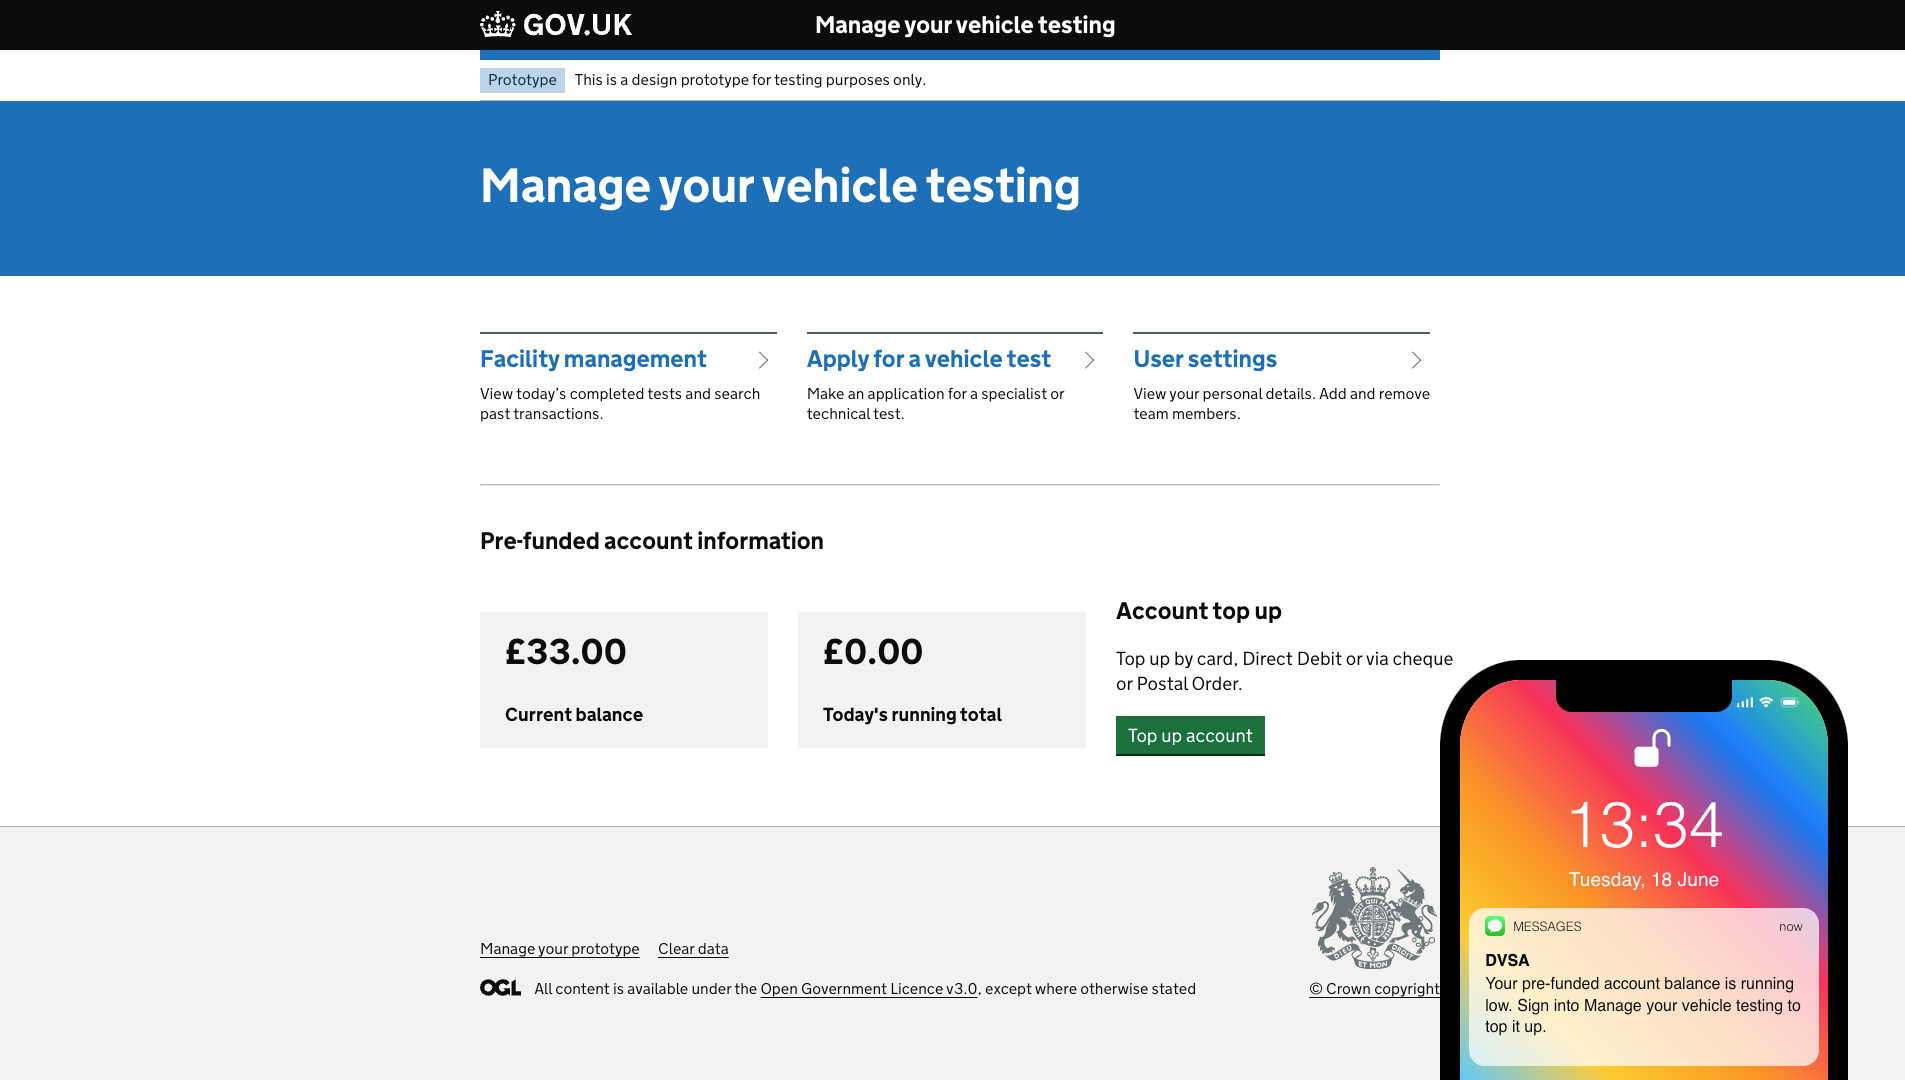 GOV.UK
Manage your vehicle testing
Prototype
This is a design prototype for testing purposes only.
Manage your vehicle testing
Facility management
View today's completed tests and search
past transactions.
Apply for a vehicle test
Make an application for a specialist or
technical test.
User settings
View your personal details. Add and remove
team members.
Pre-funded account information
£33.00
Current balance
£0.00
Today's running total
Account top up
Top up by card, Direct Debit or via cheque
or Postal Order.
Top up account
Manage your prototype
Clear data
OGL
All content is available under the Open Government Licence v3.0, except where otherwise stated
DIEU
ET MON
DROIT
© Crown copyright
13:34
Tuesday, 18 June
MESSAGES
now
DVSA
Your pre-funded account balance is running
low. Sign into Manage your vehicle testing to
top it up.